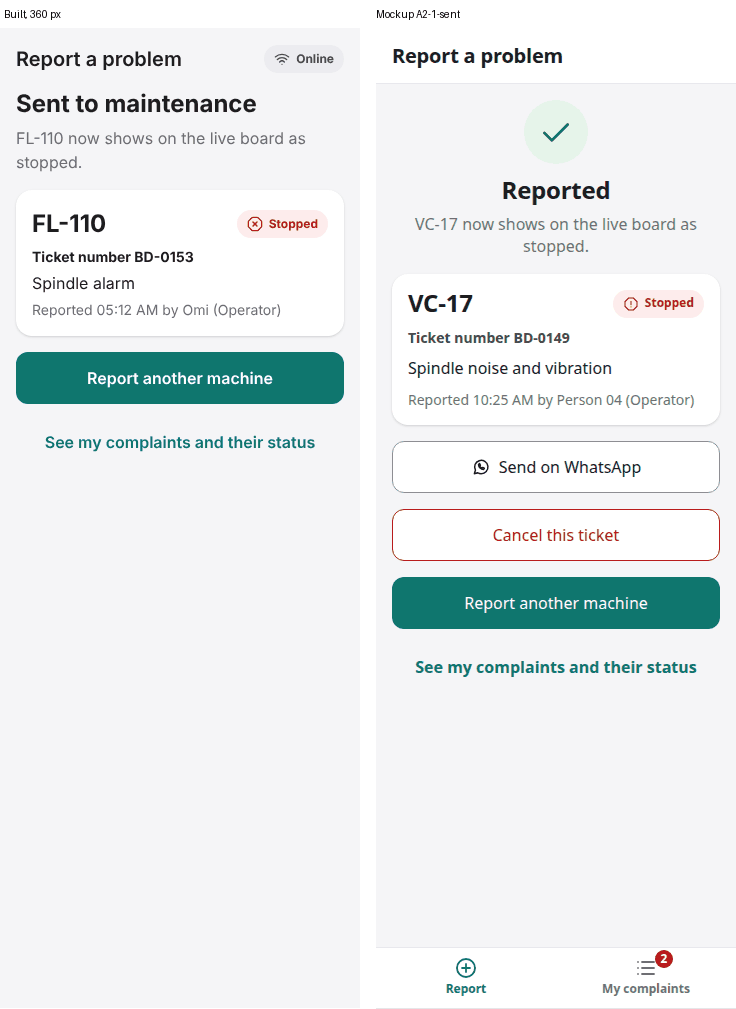 Built, 360 px
Report a problem
Online
Sent to maintenance
FL-110 now shows on the live board as
stopped.
FL-110
Stopped
Ticket number BD-0153
Spindle alarm
Reported 05:12 AM by Omi (Operator)
Report another machine
See my complaints and their status
Mockup A2-1-sent
Report a problem
Reported
VC-17 now shows on the live board as
stopped.
VC-17
Stopped
Ticket number BD-0149
Spindle noise and vibration
Reported 10:25 AM by Person 04 (Operator)
Send on WhatsApp
Cancel this ticket
Report another machine
See my complaints and their status
2
Report
My complaints